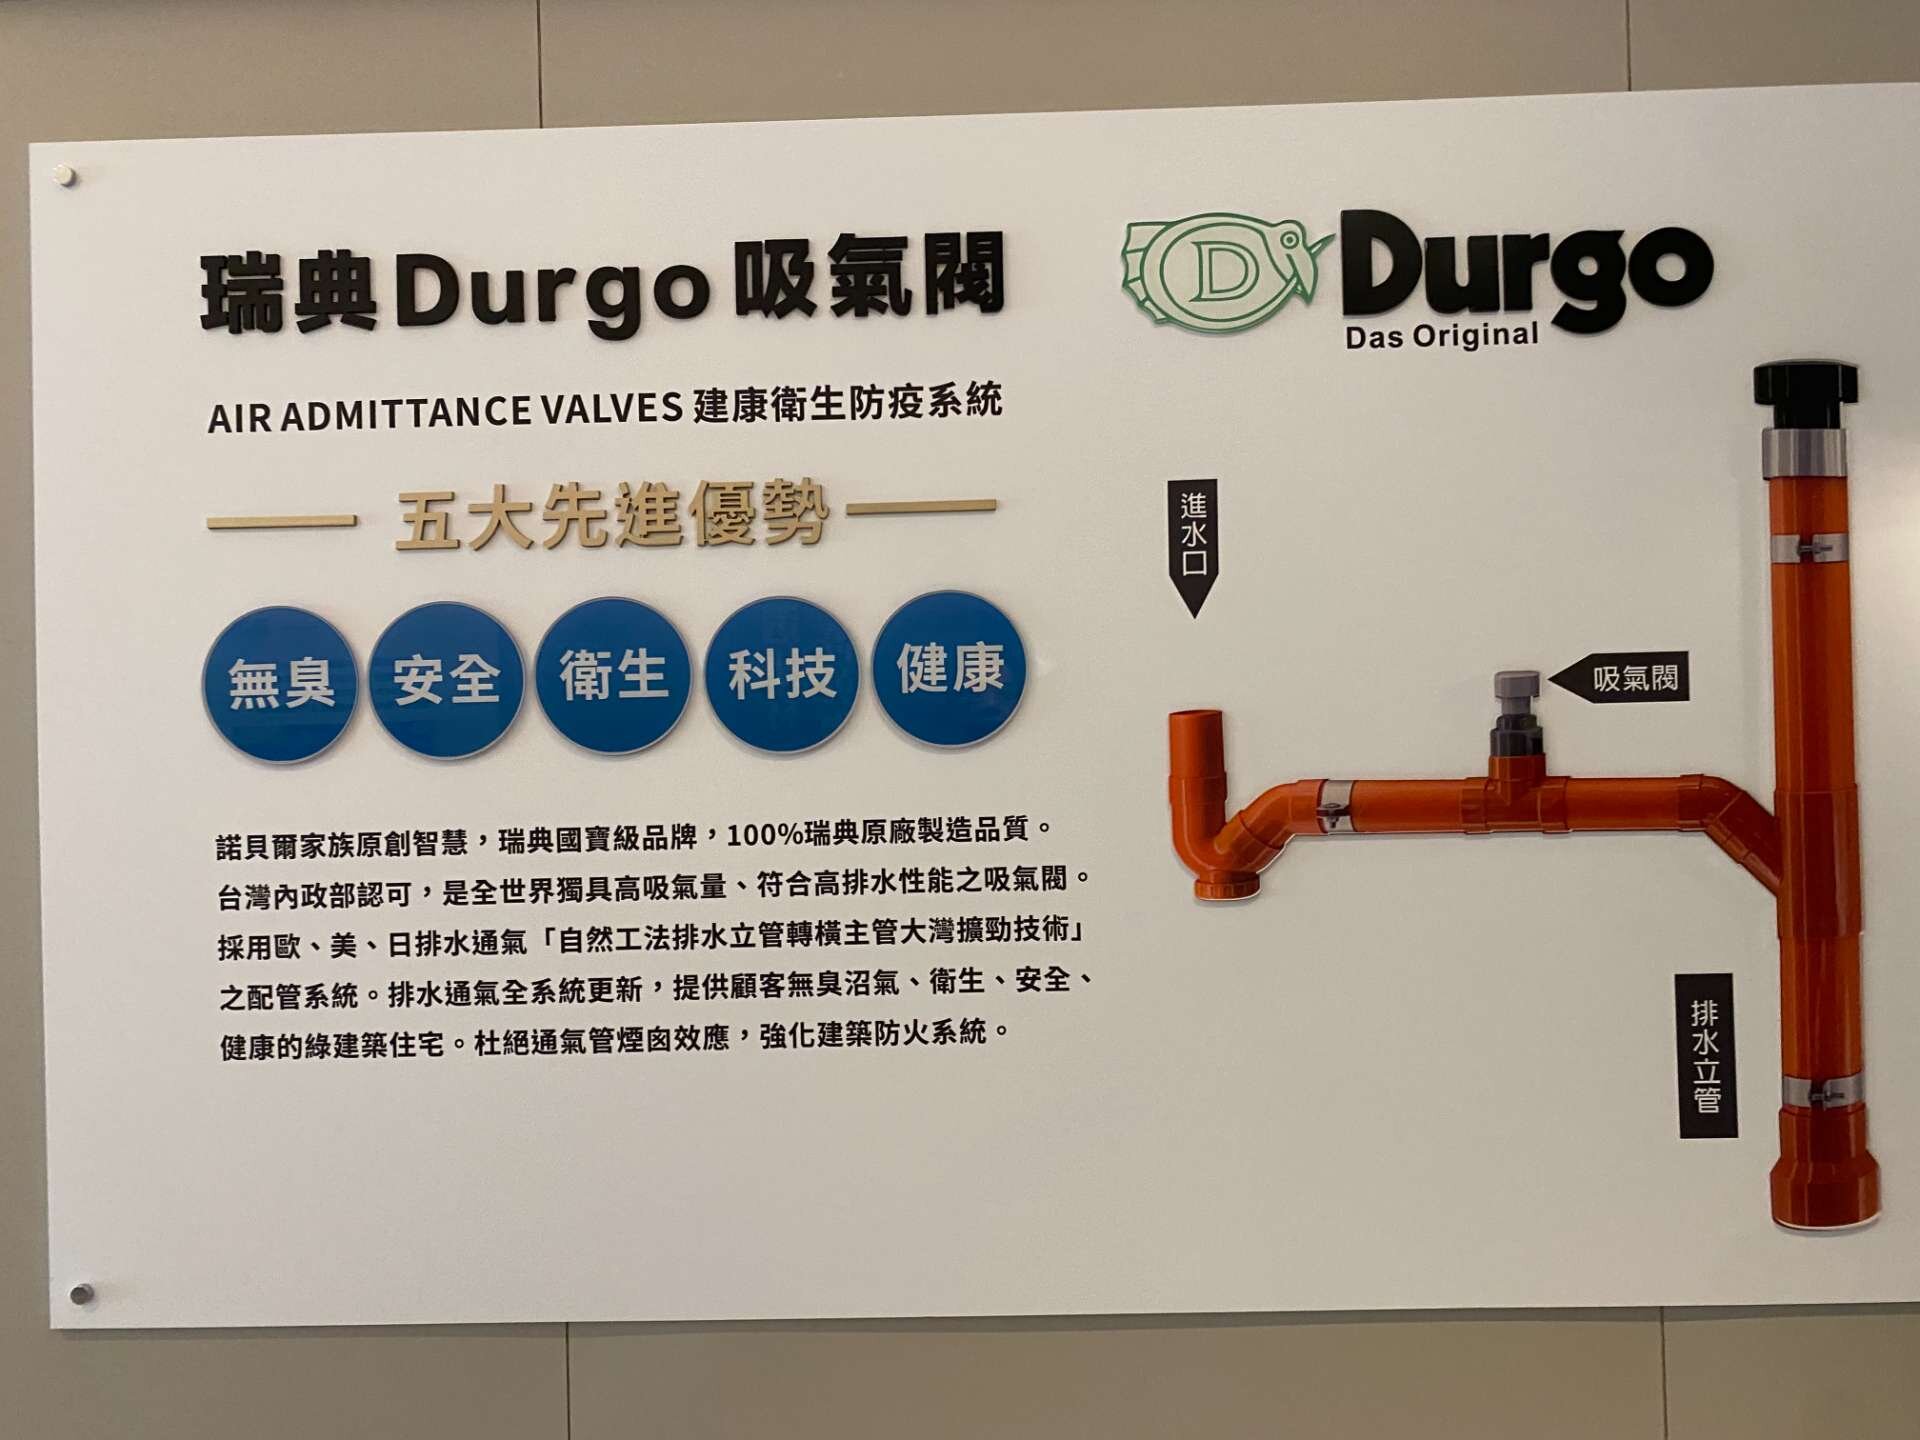 瑞典Durgo吸氣閥
AIR ADMITTANCE VALVES 建康衛生防疫系統
五大先進優勢
無臭
安全
衛生
科技
健康
諾貝爾家族原創智慧，瑞典國寶級品牌，100%瑞典原廠製造品質。
台灣內政部認可，是全世界獨具高吸氣量、符合高排水性能之吸氣閥。
採用歐、美、日排水通氣「自然工法排水立管轉橫主管大灣擴勁技術」
之配管系統。排水通氣全系統更新，提供顧客無臭沼氣、衛生、安全、
健康的綠建築住宅。杜絕通氣管煙囪效應，強化建築防火系統。
D
Durgo
Das Original
進水口
吸氣閥
排水立管